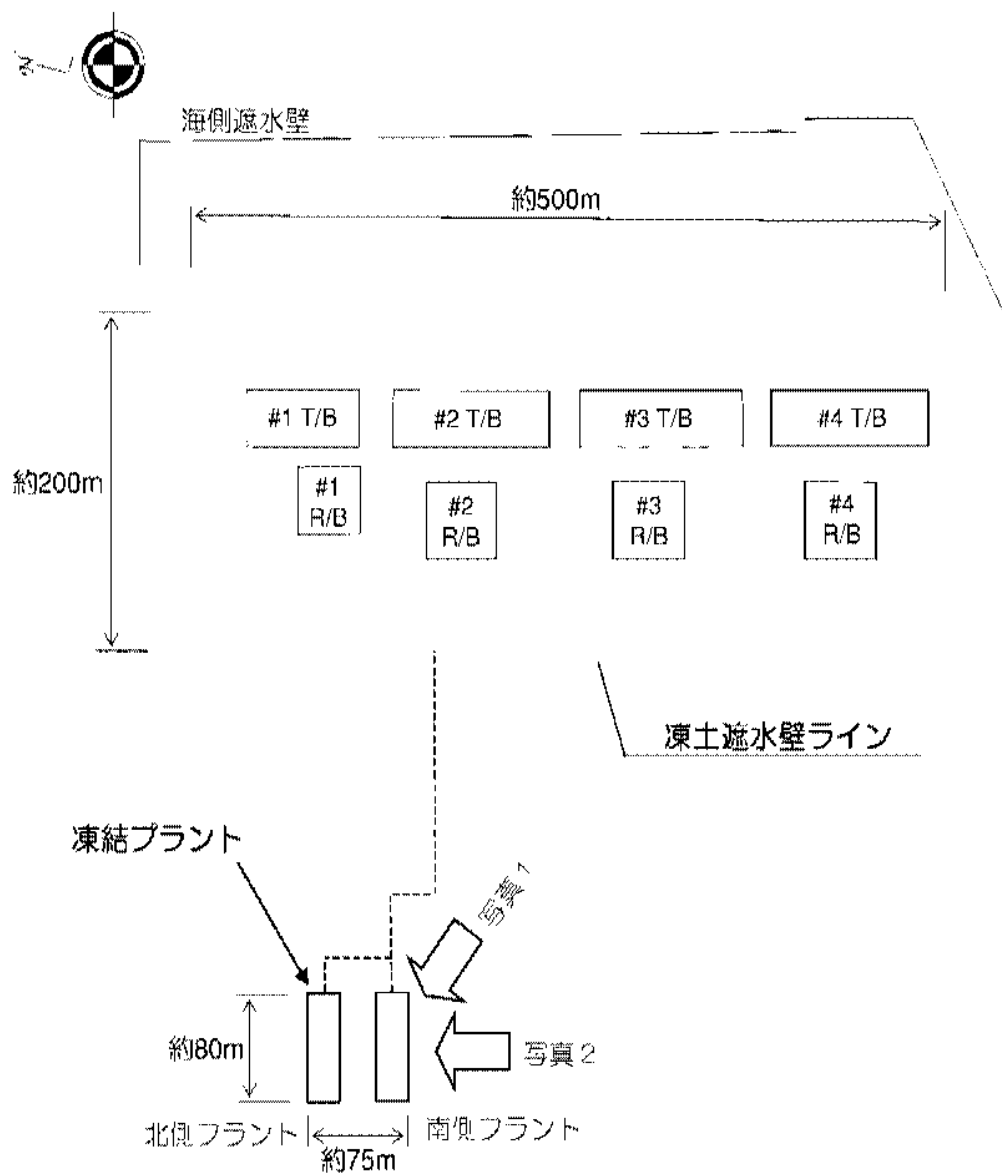 N
海側遮水壁
約500m
#1 T/B
#2 T/B
#3 T/B
#4 T/B
約200m
#1
R/B
#2
R/B
#3
R/B
#4
R/B
凍土遮水壁ライン
凍結プラント
写真1
約80m
写真2
北側プラント
南側プラント
約75m